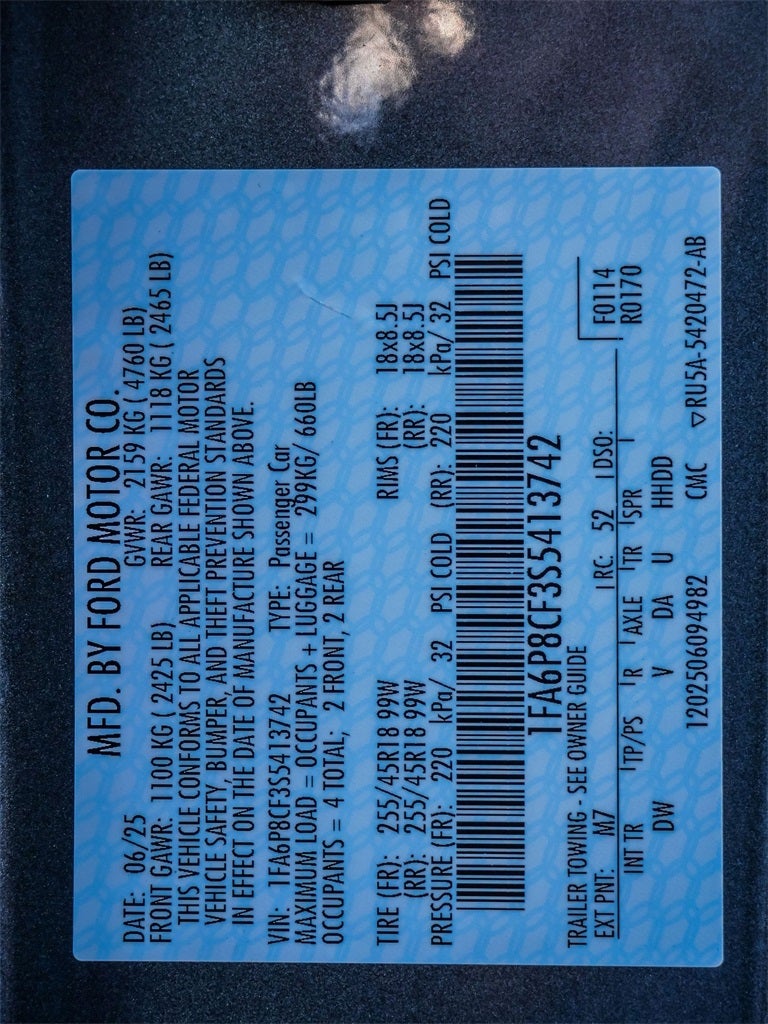 MFD. BY FORD MOTOR CO.
DATE: 06/25 GVWR: 2159 KG ( 4760 LB)
FRONT GAWR: 1100 KG ( 2425 LB) REAR GAWR: 1118 KG ( 2465 LB)
THIS VEHICLE CONFORMS TO ALL APPLICABLE FEDERAL MOTOR
VEHICLE SAFETY, BUMPER, AND THEFT PREVENTION STANDARDS
IN EFFECT ON THE DATE OF MANUFACTURE SHOWN ABOVE.
VIN: 1FA6P8CF3S5413742 TYPE: Passenger Car
MAXIMUM LOAD = OCCUPANTS + LUGGAGE = 299KG/ 660LB
OCCUPANTS = 4 TOTAL; 2 FRONT, 2 REAR
TIRE (FR): 255/45R18 99W RIMS (FR): 18x8.5J
(RR): 255/45R18 99W (RR): 18x8.5J
PRESSURE (FR): 220 kPa/ 32 PSI COLD (RR): 220 kPa/ 32 PSI COLD
1FA6P8CF3S5413742
TRAILER TOWING - SEE OWNER GUIDE
EXT PNT: M7 RC: 52 DSO: F0114
INT TR TP/PS R AXLE TR SPR R0170
DW V DA U HHDD
1202506094982 CMC ▽RU5A-5420472-AB